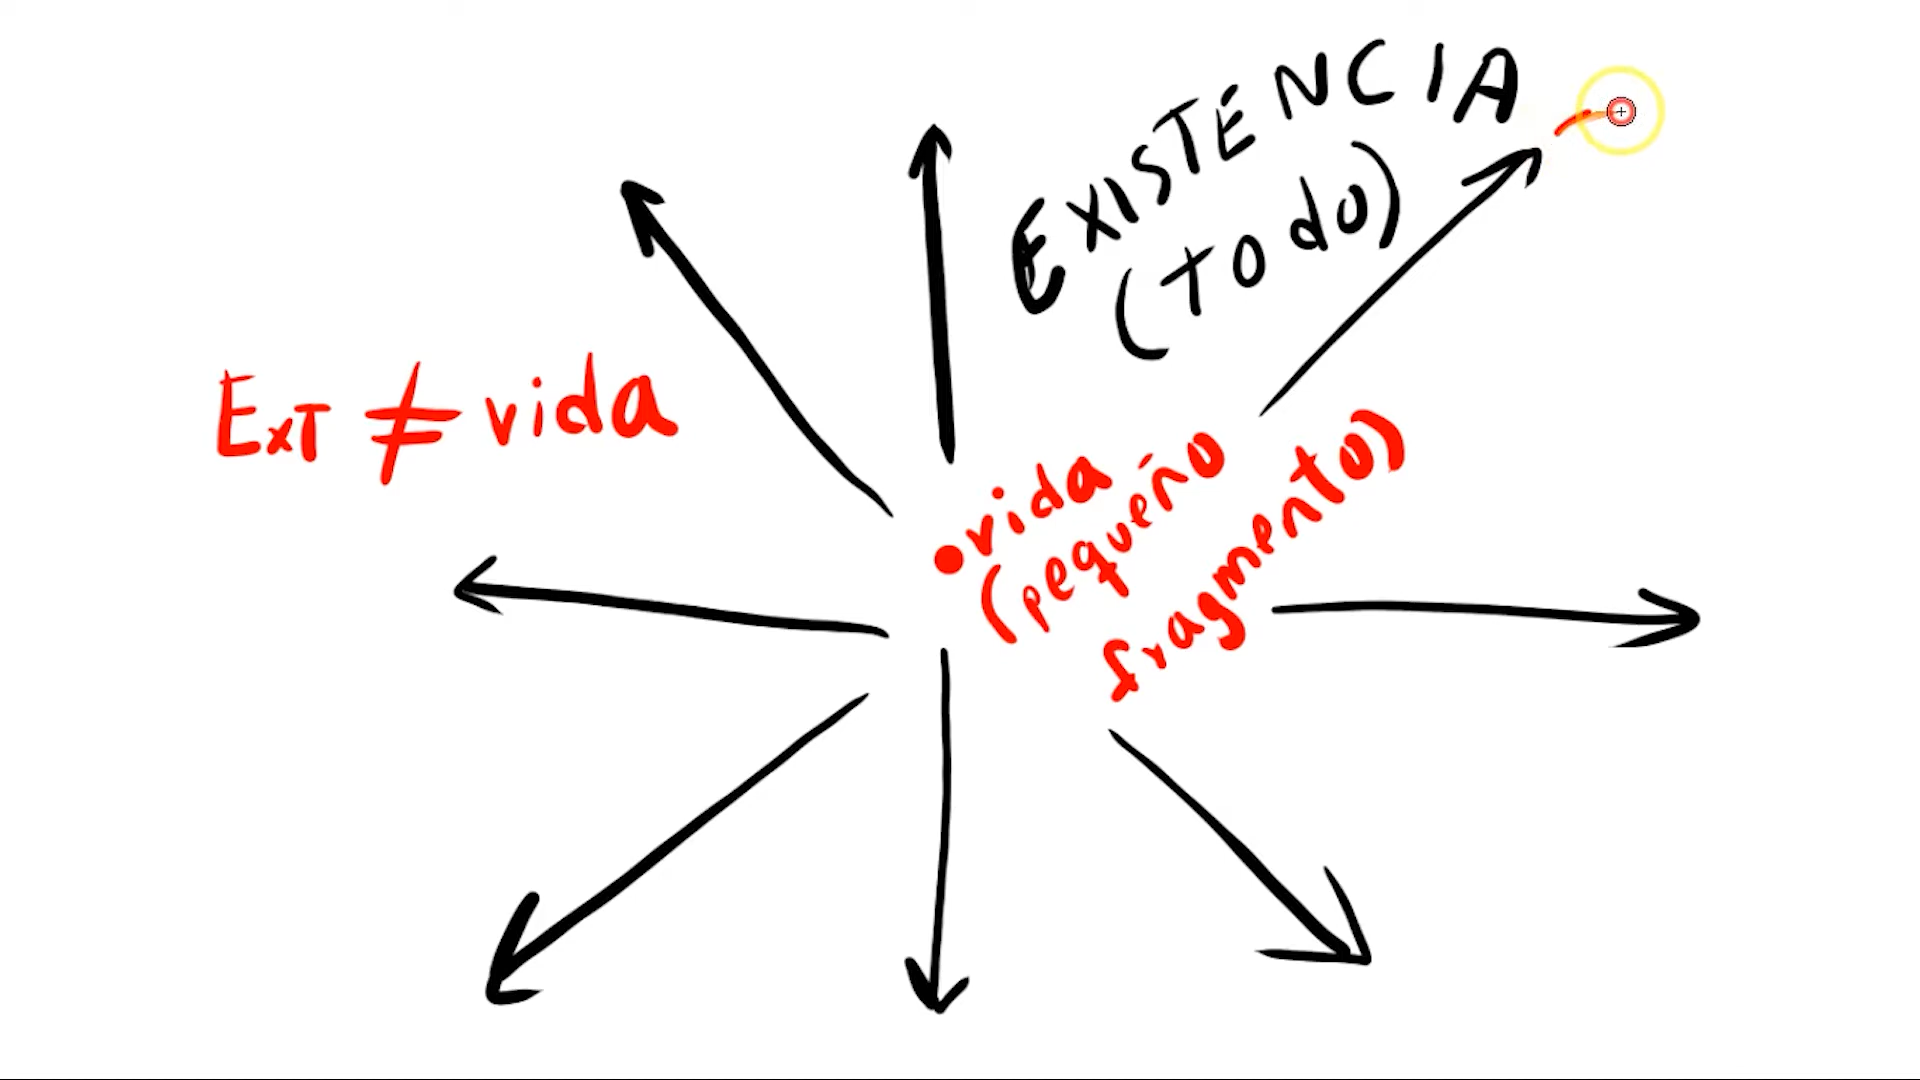 EXISTENCIA
(todo)
ExT ≠ vida
vida
(pequeño
fragmento)